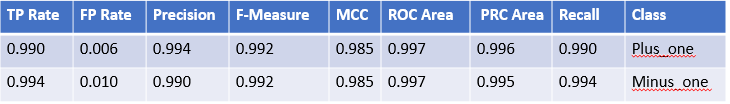 TP Rate FP Rate Precision F-Measure MCC ROC Area PRC Area Recall Class
0.990 0.006 0.994 0.992 0.985 0.997 0.996 0.990 Plus_one
0.994 0.010 0.990 0.992 0.985 0.997 0.995 0.994 Minus_one